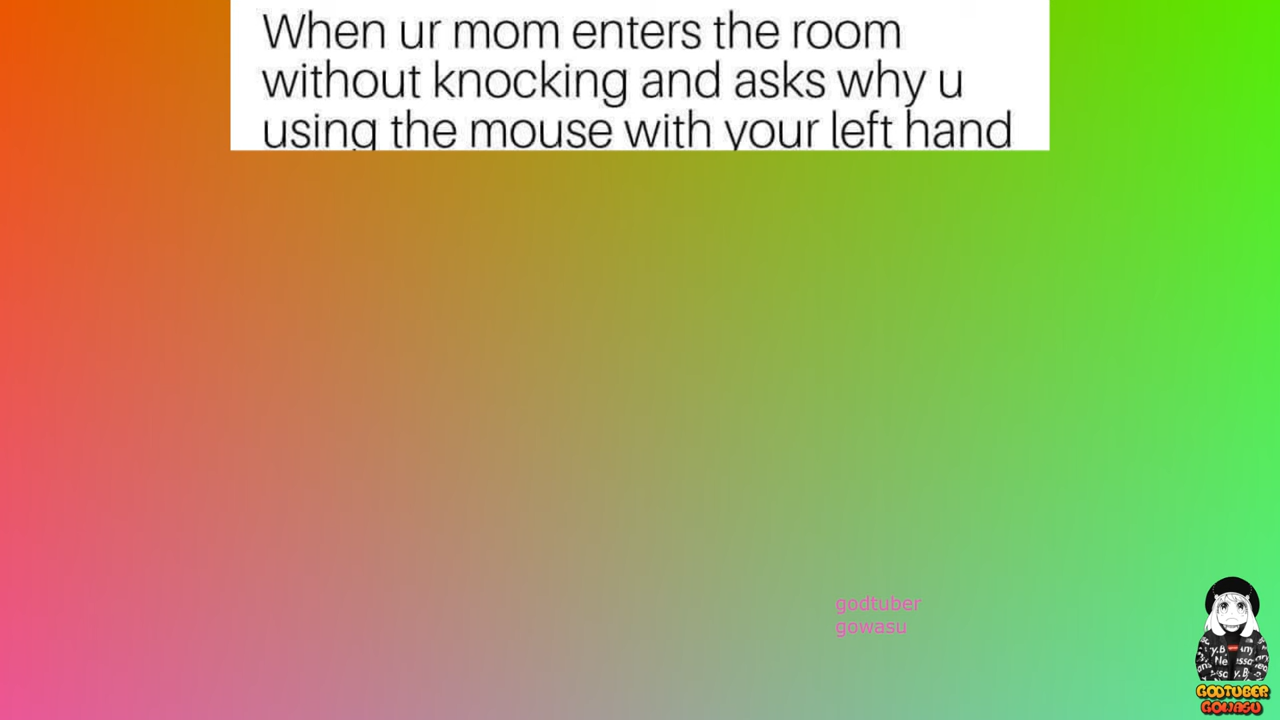 When ur mom enters the room
without knocking and asks why u
using the mouse with your left hand
godtuber
gowasu
GODTUBER
GOWASU